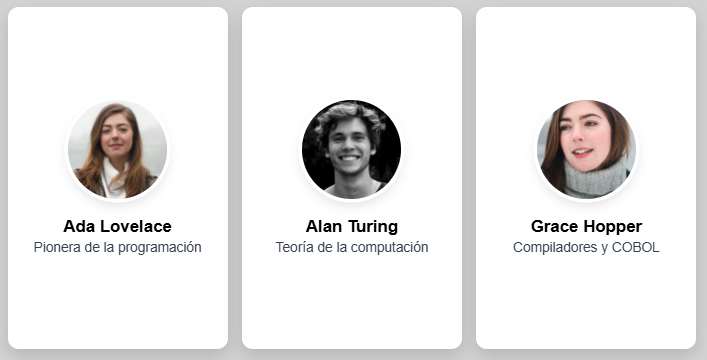 Ada Lovelace
Pionera de la programación
Alan Turing
Teoría de la computación
Grace Hopper
Compiladores y COBOL